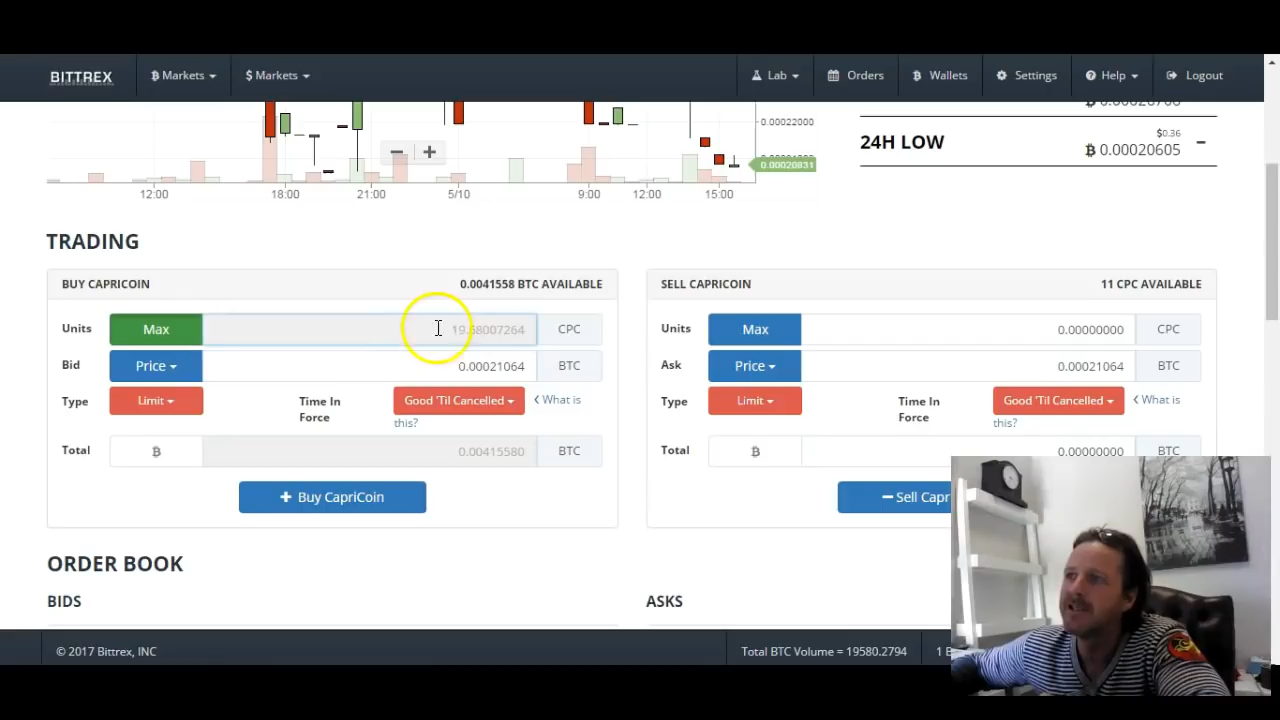 BITTREX
Ƀ Markets
$ Markets
Lab
Orders
Ƀ Wallets
Settings
? Help
Logout
0.00022000
0.00020831
12:00 18:00 21:00 5/10 9:00 12:00 15:00
24H LOW
$0.36
Ƀ 0.00020605
TRADING
BUY CAPRICOIN
0.0041558 BTC AVAILABLE
Units Max CPC
Bid Price 0.00021064 BTC
Type Limit Time In Force Good 'Til Cancelled What is this?
Total Ƀ 0.00415580 BTC
+ Buy CapriCoin
SELL CAPRICOIN
11 CPC AVAILABLE
Units Max 0.00000000 CPC
Ask Price 0.00021064 BTC
Type Limit Time In Force Good 'Til Cancelled What is this?
Total Ƀ 0.00000000 BTC
Sell Capr
ORDER BOOK
BIDS
ASKS
© 2017 Bittrex, INC
Total BTC Volume = 19580.2794